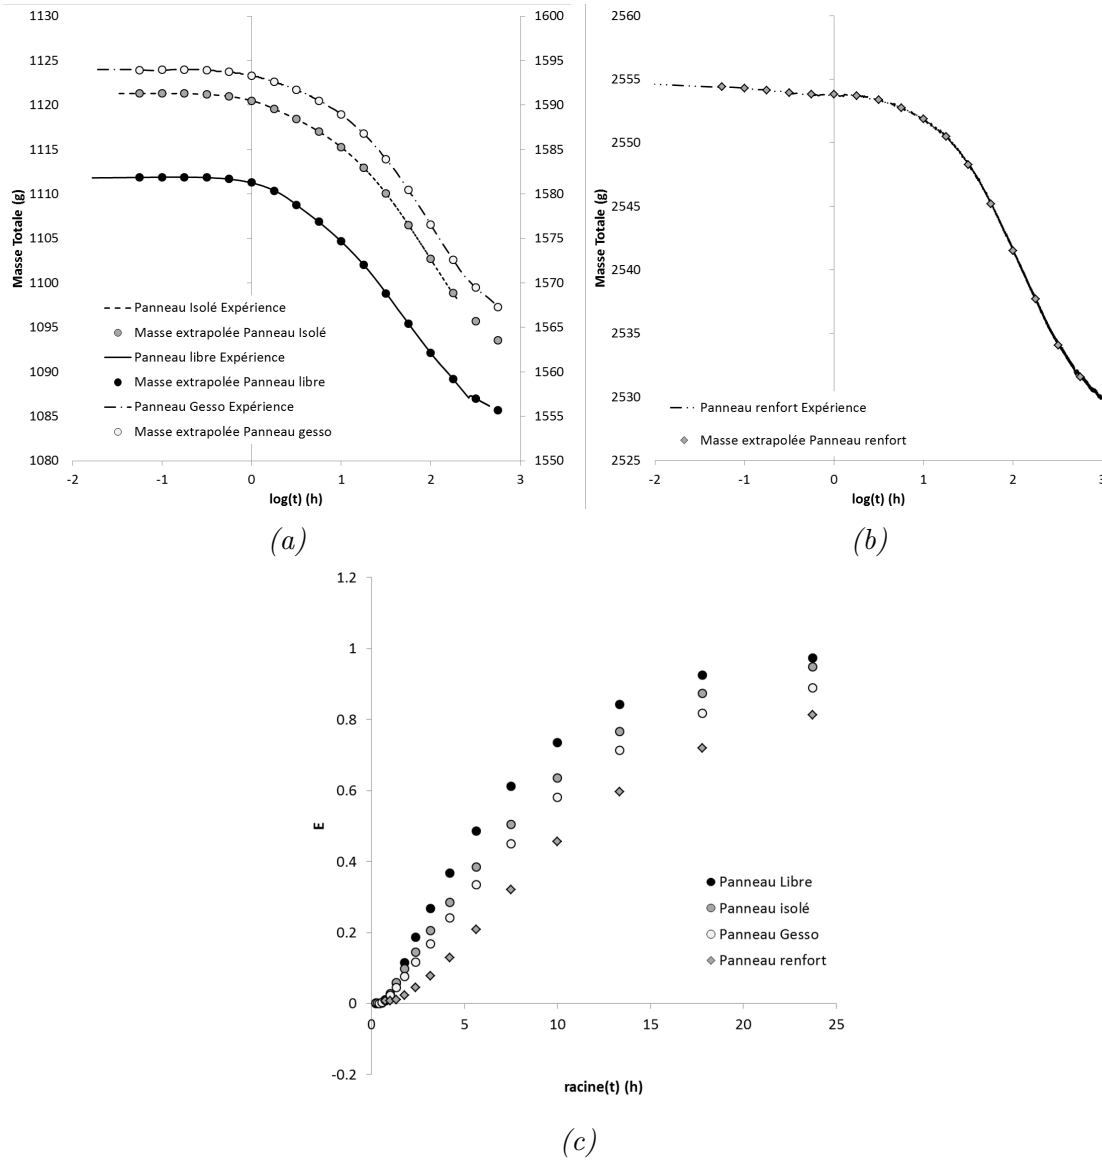 1130
1125
1120
1115
1110
1105
1100
1095
1090
1085
1080
Masse Totale (g)
1600
1595
1590
1585
1580
1575
1570
1565
1560
1555
1550
-2 -1 0 1 2 3
log(t) (h)
Panneau Isolé Expérience
Masse extrapolée Panneau Isolé
Panneau libre Expérience
Masse extrapolée Panneau libre
Panneau Gesso Expérience
Masse extrapolée Panneau gesso
(a)
2560
2555
2550
2545
2540
2535
2530
2525
Masse Totale (g)
-2 -1 0 1 2 3
log(t) (h)
Panneau renfort Expérience
Masse extrapolée Panneau renfort
(b)
1.2
1
0.8
0.6
0.4
0.2
0
-0.2
E
0 5 10 15 20 25
racine(t) (h)
Panneau Libre
Panneau isolé
Panneau Gesso
Panneau renfort
(c)